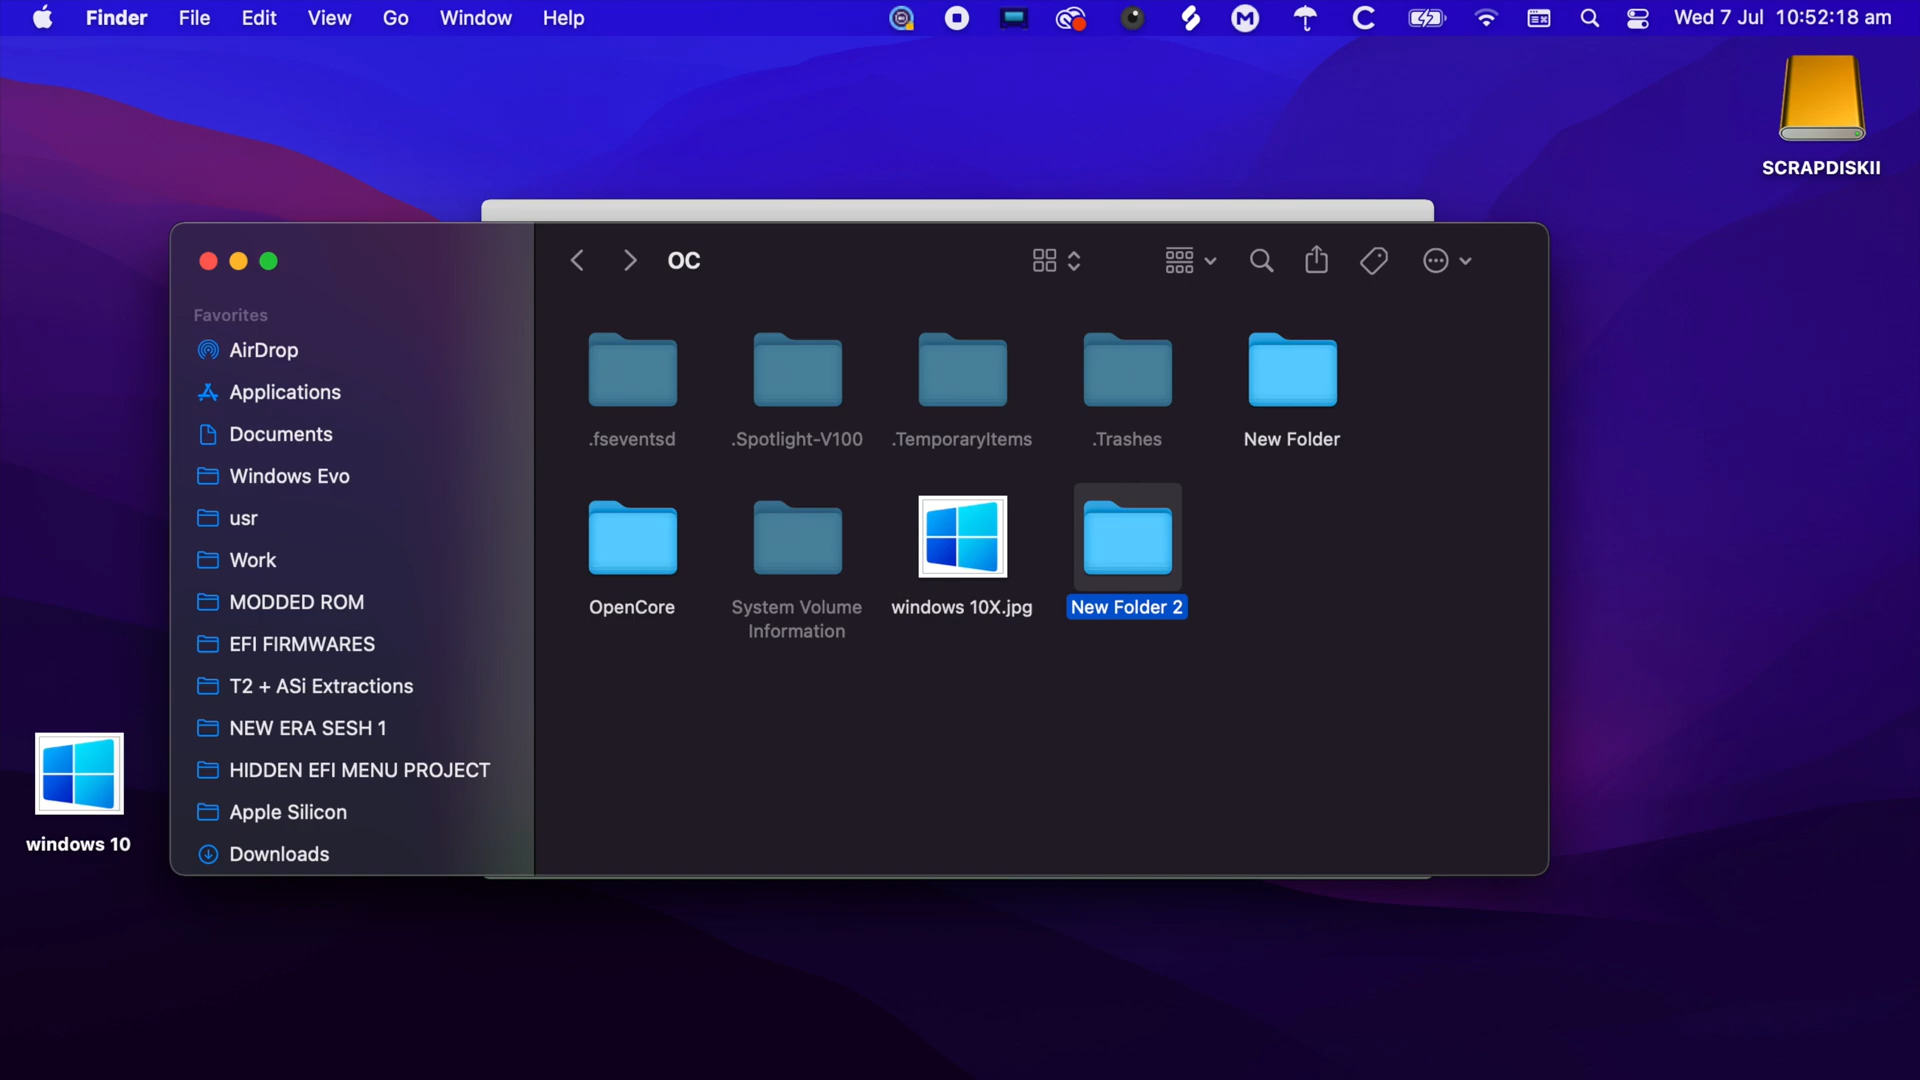 Finder File Edit View Go Window Help Wed 7 Jul 10:52:18 am
SCRAPDISKII
OC
Favorites
AirDrop
Applications
Documents
Windows Evo
usr
Work
MODDED ROM
EFI FIRMWARES
T2 + ASi Extractions
NEW ERA SESH 1
HIDDEN EFI MENU PROJECT
Apple Silicon
Downloads
.fseventsd .Spotlight-V100 .TemporaryItems .Trashes New Folder
OpenCore System Volume windows 10X.jpg New Folder 2
Information
windows 10